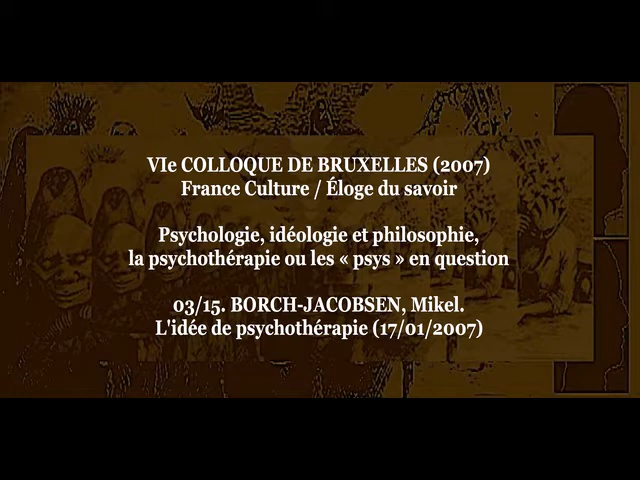 VIe COLLOQUE DE BRUXELLES (2007)
France Culture / Éloge du savoir
Psychologie, idéologie et philosophie,
la psychothérapie ou les « psys » en question
03/15. BORCH-JACOBSEN, Mikel.
L'idée de psychothérapie (17/01/2007)